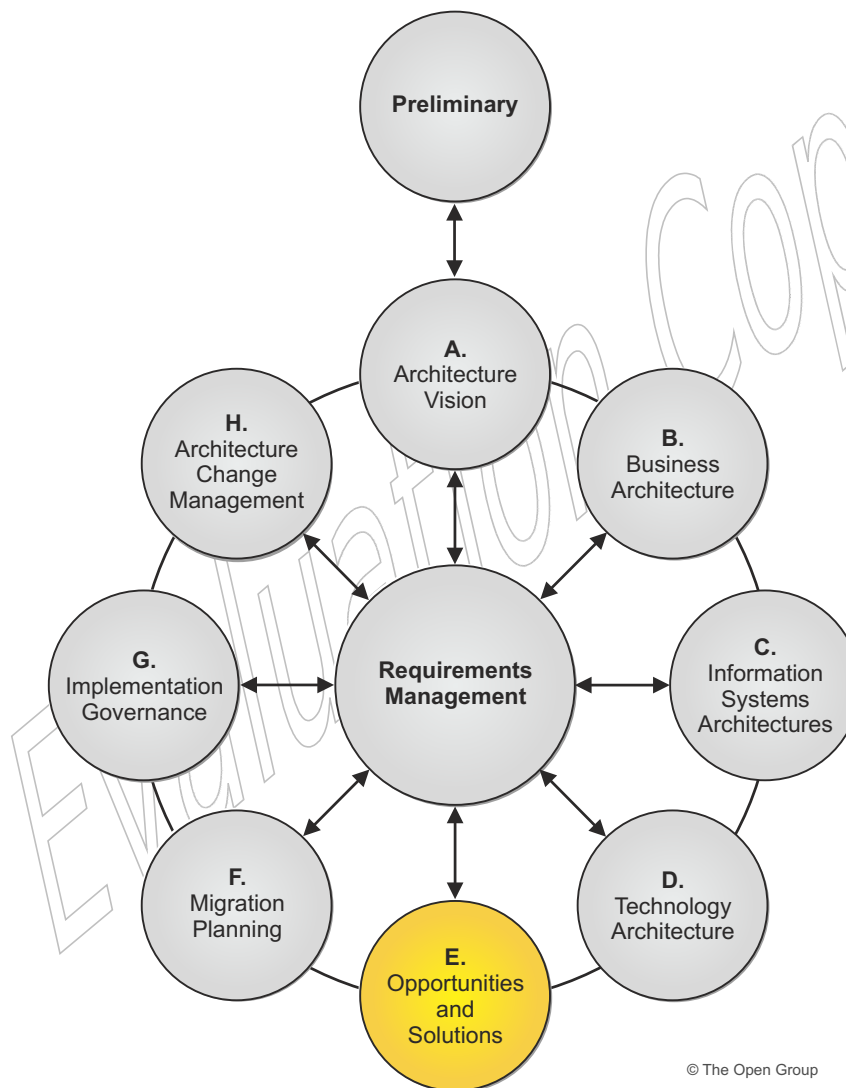 Preliminary
A.
Architecture
Vision
H.
Architecture
Change
Management
B.
Business
Architecture
G.
Implementation
Governance
Requirements
Management
C.
Information
Systems
Architectures
F.
Migration
Planning
D.
Technology
Architecture
E.
Opportunities
and
Solutions
© The Open Group
Evaluation Cop